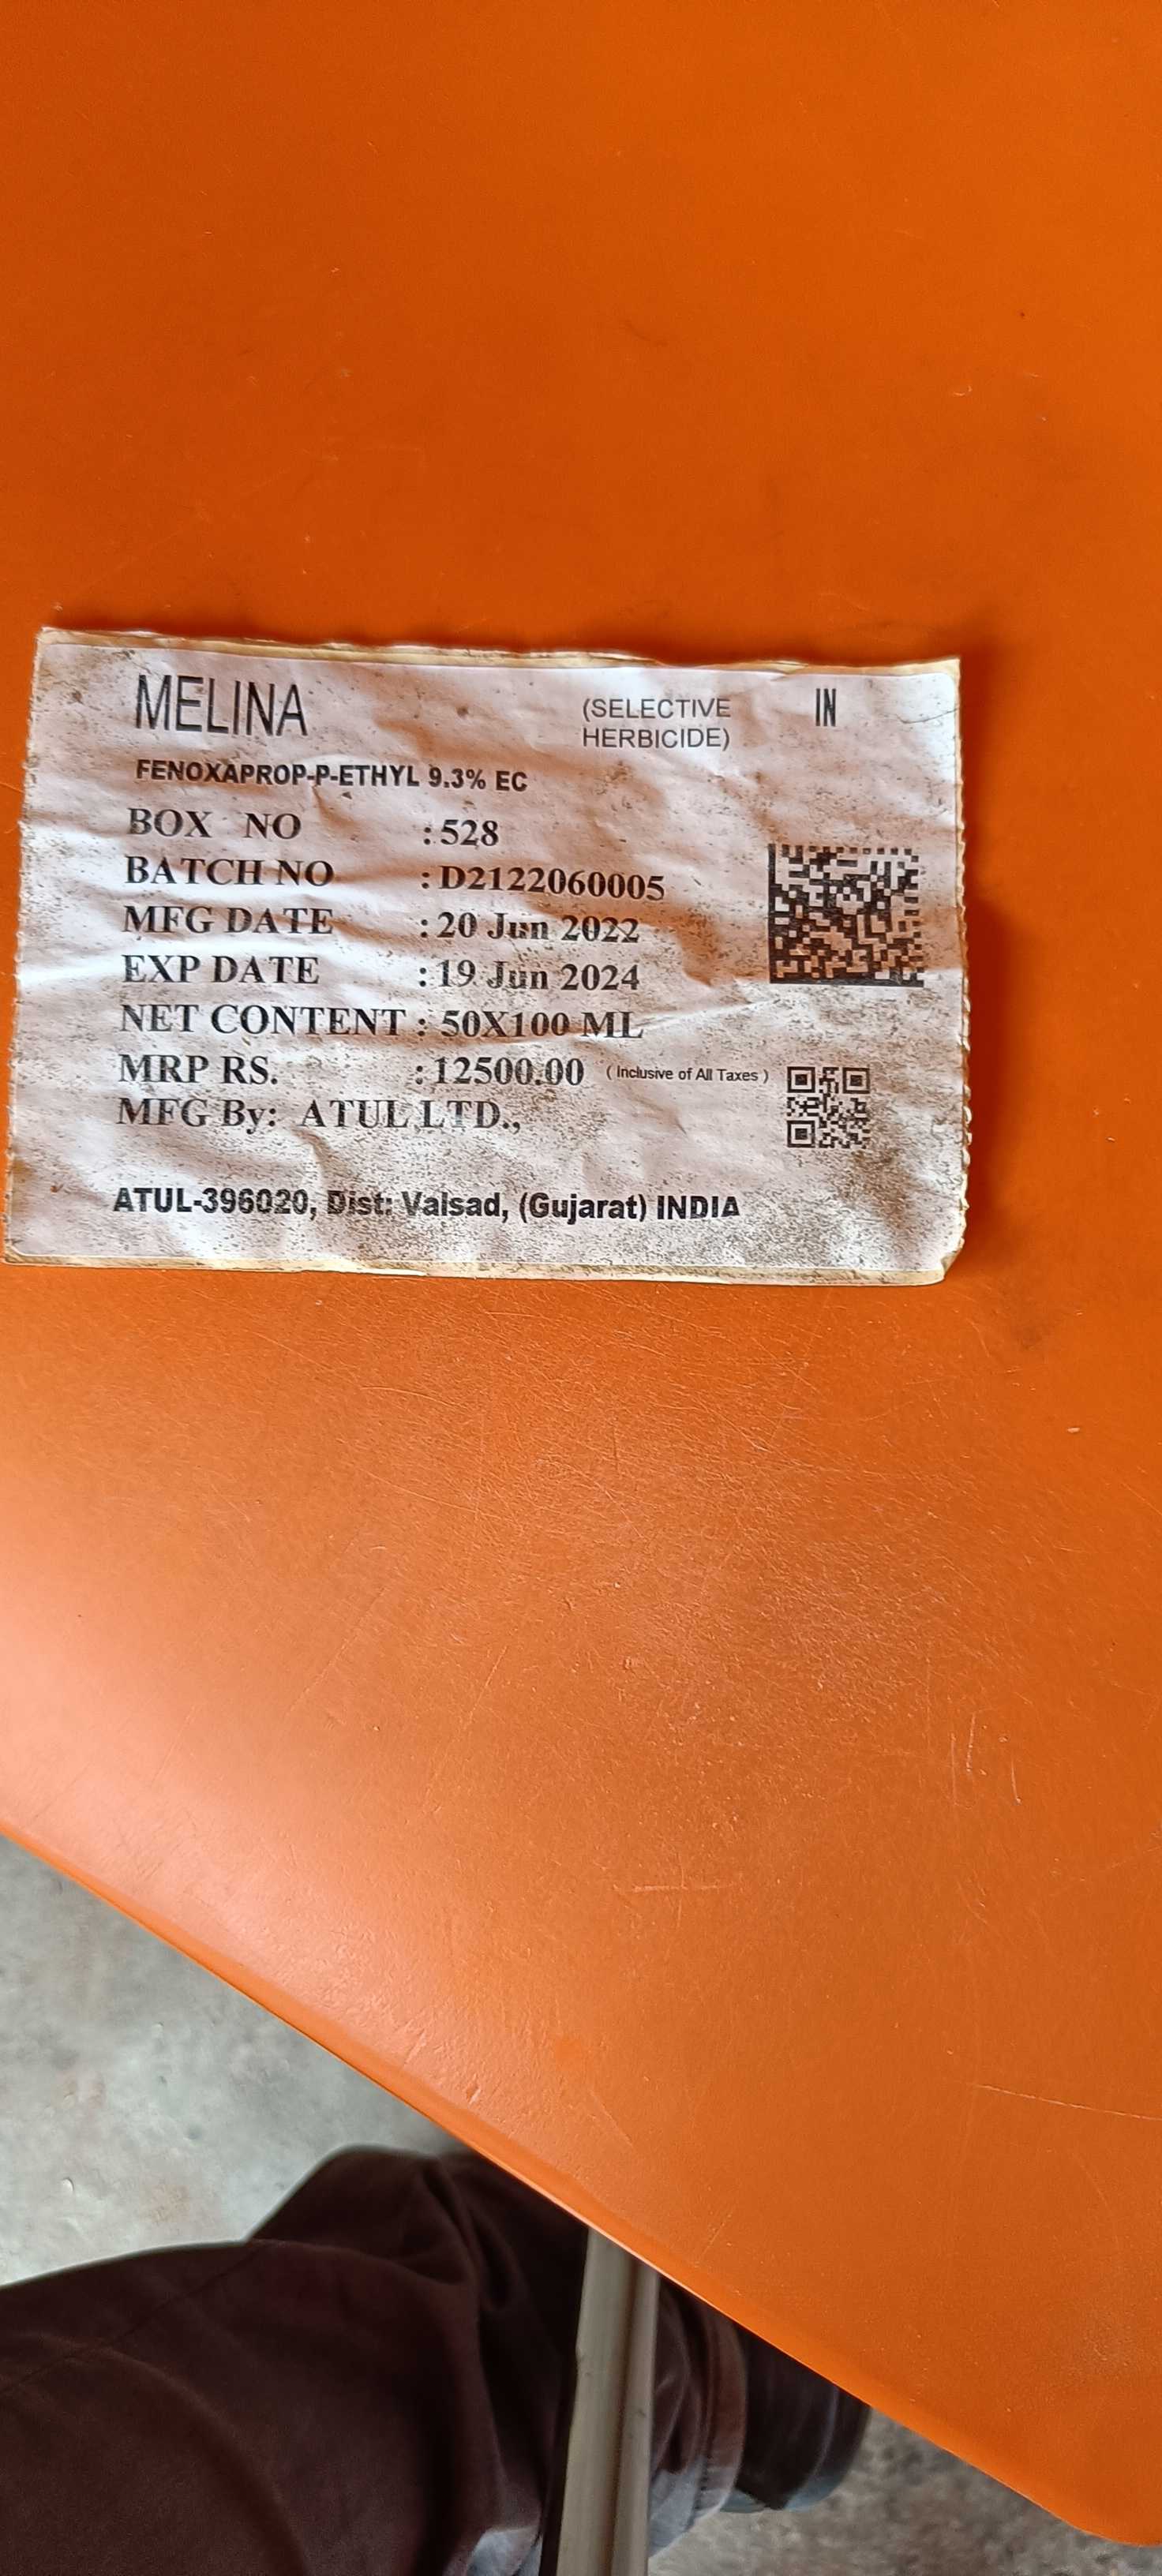 MELINA (SELECTIVE HERBICIDE) IN
FENOXAPROP-P-ETHYL 9.3% EC
BOX NO : 528
BATCH NO : D2122060005
MFG DATE : 20 Jun 2022
EXP DATE : 19 Jun 2024
NET CONTENT : 50X100 ML
MRP RS. : 12500.00 ( Inclusive of All Taxes )
MFG By: ATUL LTD.,
ATUL-396020, Dist: Valsad, (Gujarat) INDIA